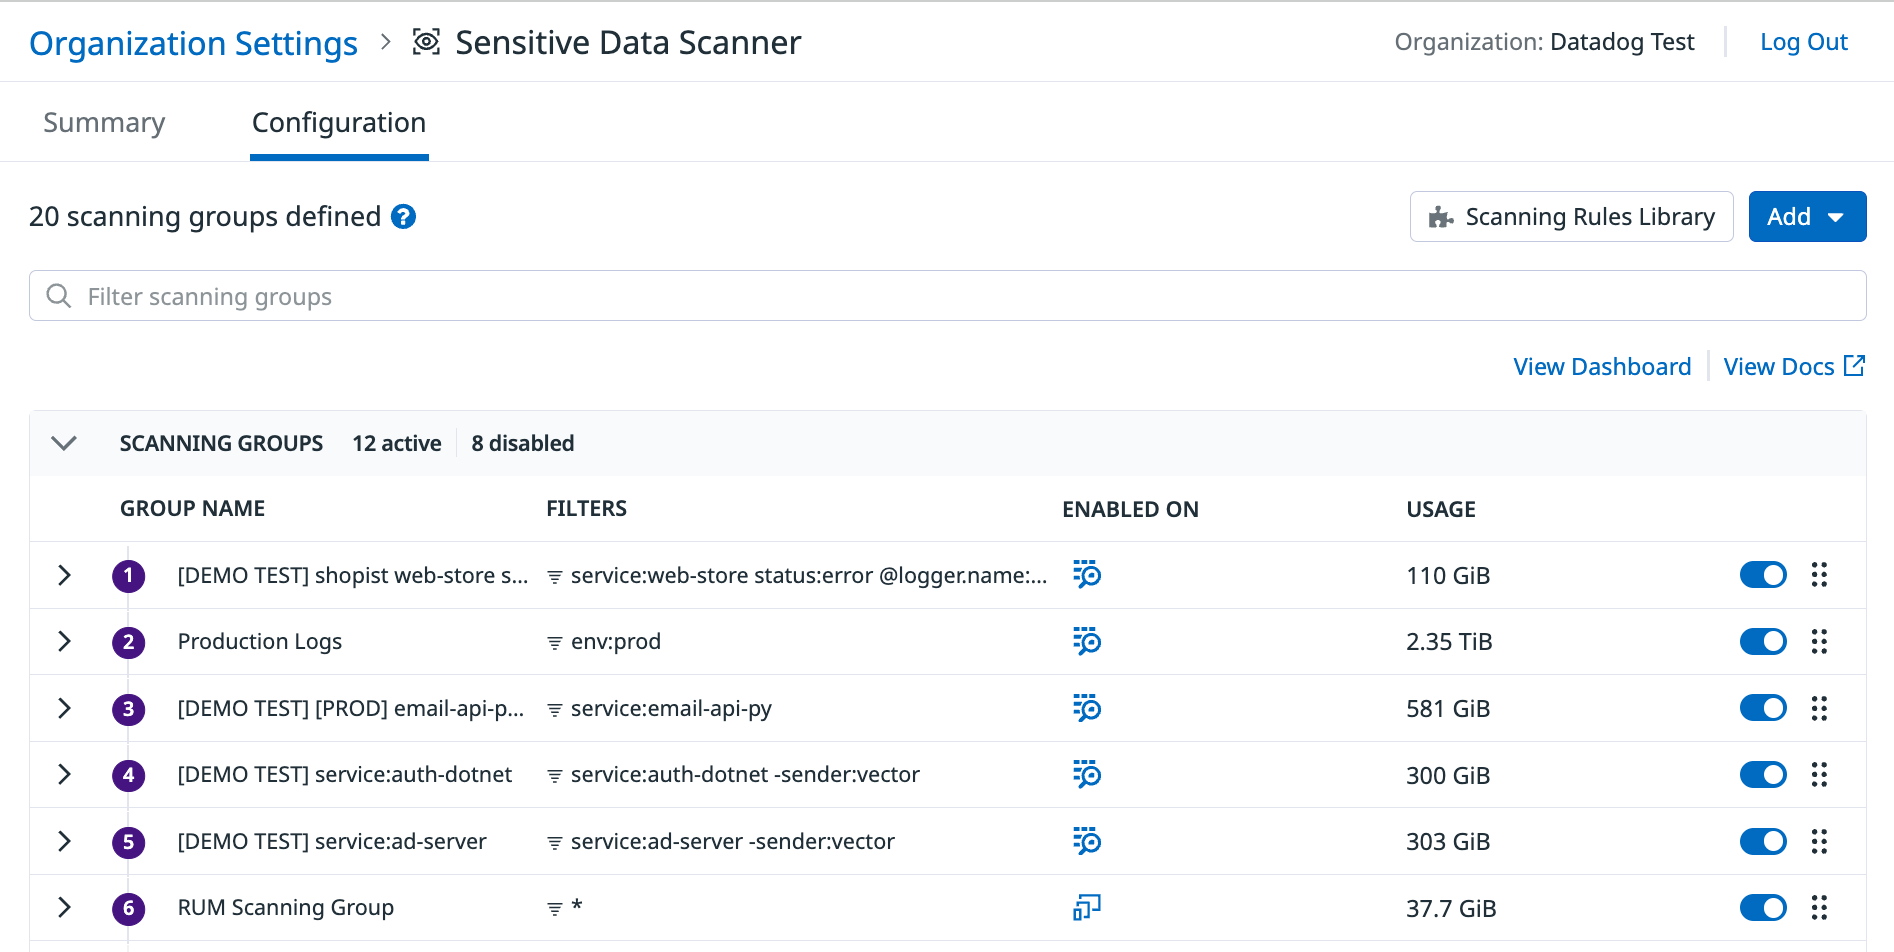 Organization Settings > Sensitive Data Scanner Organization: Datadog Test Log Out
Summary Configuration
20 scanning groups defined ? Scanning Rules Library Add
Filter scanning groups
View Dashboard View Docs
SCANNING GROUPS 12 active 8 disabled
GROUP NAME FILTERS ENABLED ON USAGE
1 [DEMO TEST] shopist web-store s... service:web-store status:error @logger.name:... 110 GiB
2 Production Logs env:prod 2.35 TiB
3 [DEMO TEST] [PROD] email-api-p... service:email-api-py 581 GiB
4 [DEMO TEST] service:auth-dotnet service:auth-dotnet -sender:vector 300 GiB
5 [DEMO TEST] service:ad-server service:ad-server -sender:vector 303 GiB
6 RUM Scanning Group * 37.7 GiB